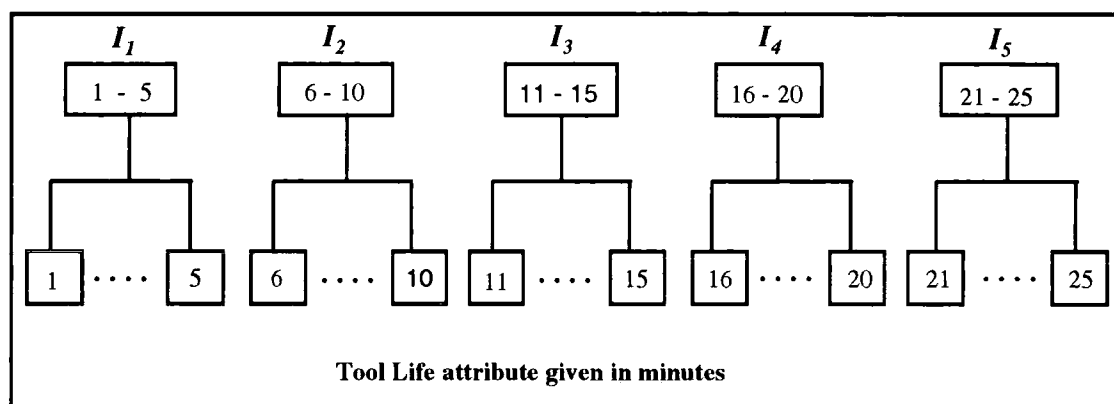 I1 I2 I3 I4 I5
1 - 5 6 - 10 11 - 15 16 - 20 21 - 25
1 .... 5 6 .... 10 11 .... 15 16 .... 20 21 .... 25
Tool Life attribute given in minutes